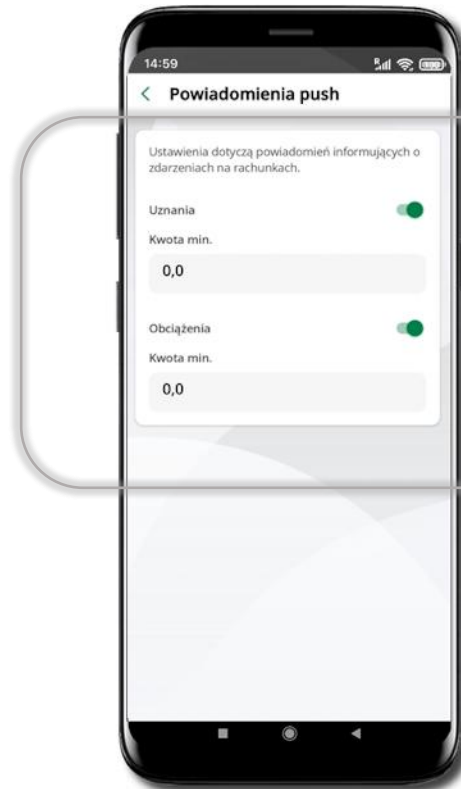 14:59
Powiadomienia push
Ustawienia dotyczą powiadomień informujących o
zdarzeniach na rachunkach.
Uznania
Kwota min.
0,0
Obciążenia
Kwota min.
0,0